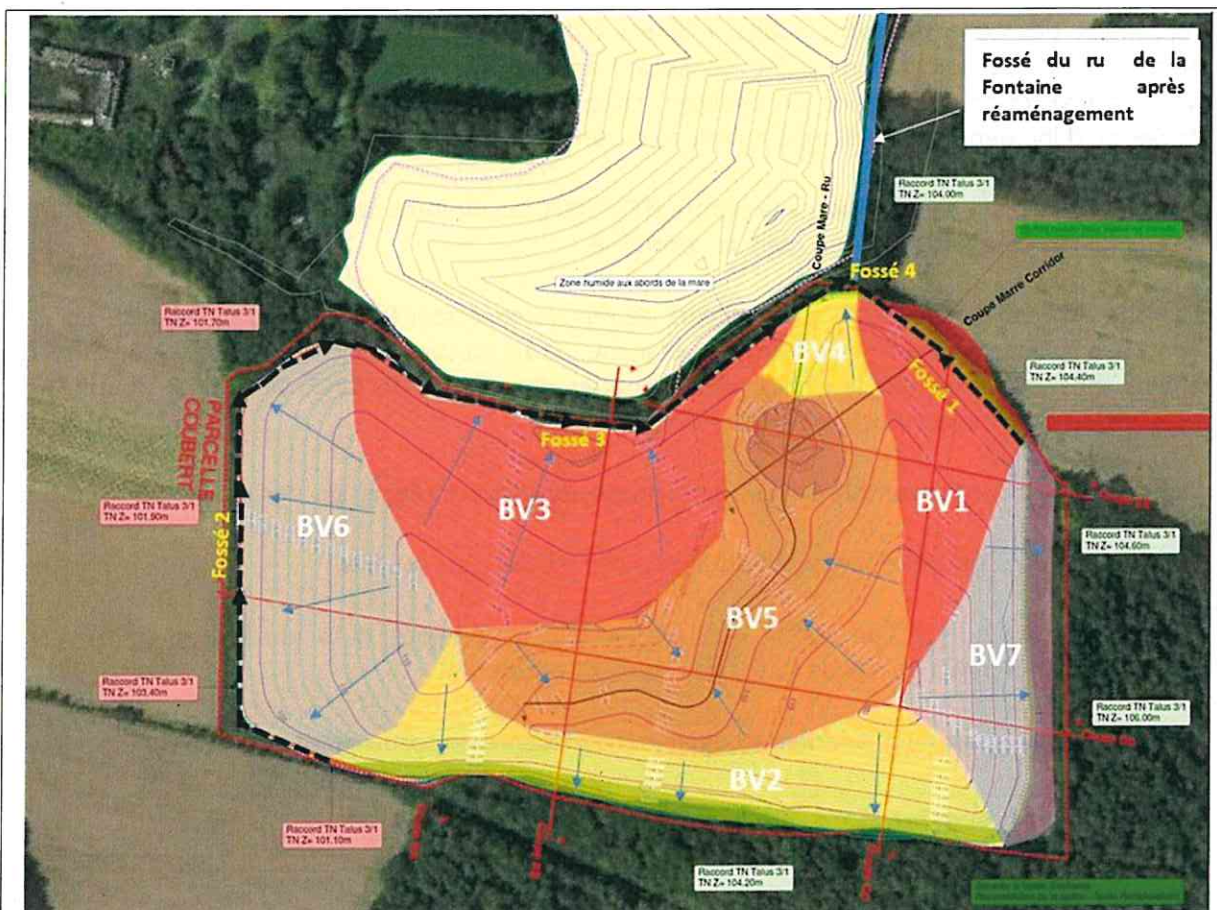 Fossé du ru de la
Fontaine après
réaménagement
Raccord TN Talus 3/1
TN Z= 104.00m
Coupe Mare - Ru
Fossé 4
Zone humide aux abords de la mare
Coupe Marre Corridor
Raccord TN Talus 3/1
TN Z= 101.70m
BV4
Raccord TN Talus 3/1
TN Z= 104.40m
Fossé 1
PARCELLE
COUBERT
Fossé 3
Raccord TN Talus 3/1
TN Z= 101.90m
Fossé 2
BV6
BV3
BV1
Raccord TN Talus 3/1
TN Z= 104.60m
BV5
BV7
Raccord TN Talus 3/1
TN Z= 103.40m
Raccord TN Talus 3/1
TN Z= 106.00m
BV2
Raccord TN Talus 3/1
TN Z= 101.10m
Raccord TN Talus 3/1
TN Z= 104.20m